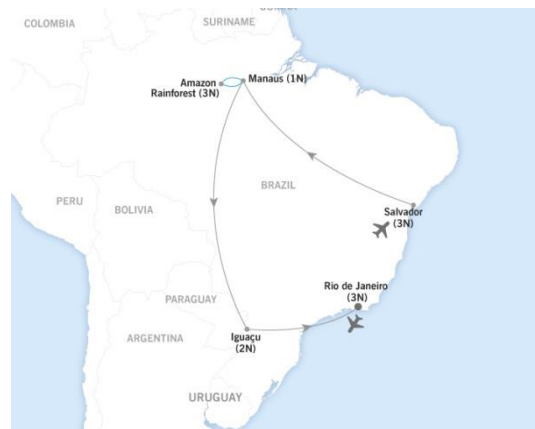 COLOMBIA
SURINAME
Amazon
Rainforest (3N)
Manaus (1N)
BRAZIL
PERU
BOLIVIA
Salvador
(3N)
Rio de Janeiro
(3N)
PARAGUAY
ARGENTINA
Iguaçu
(2N)
URUGUAY